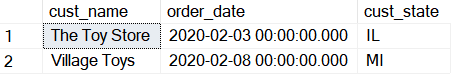 cust_name order_date cust_state
1 The Toy Store 2020-02-03 00:00:00.000 IL
2 Village Toys 2020-02-08 00:00:00.000 MI